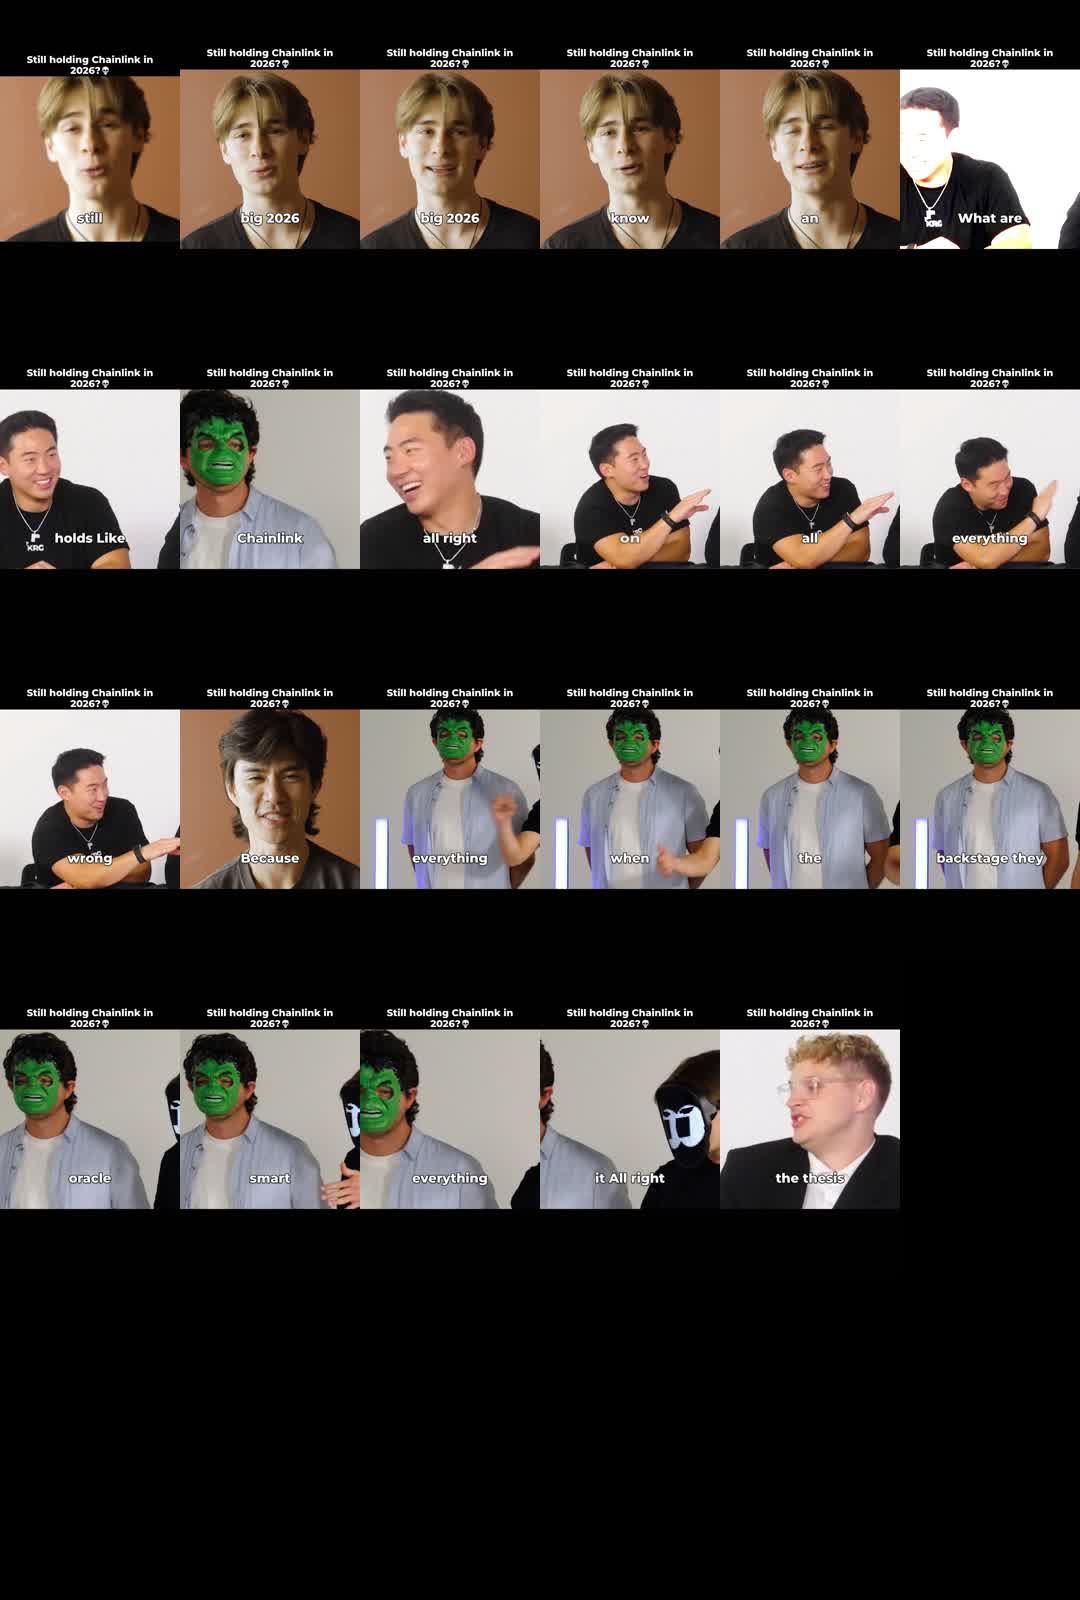 Still holding Chainlink in
2026?💀
still
Still holding Chainlink in
2026?💀
big 2026
Still holding Chainlink in
2026?💀
big 2026
Still holding Chainlink in
2026?💀
know
Still holding Chainlink in
2026?💀
an
Still holding Chainlink in
2026?💀
What are
KRG
Still holding Chainlink in
2026?💀
holds Like
KRG
Still holding Chainlink in
2026?💀
Chainlink
Still holding Chainlink in
2026?💀
all right
Still holding Chainlink in
2026?💀
on
Still holding Chainlink in
2026?💀
all
Still holding Chainlink in
2026?💀
everything
Still holding Chainlink in
2026?💀
wrong
Still holding Chainlink in
2026?💀
Because
Still holding Chainlink in
2026?💀
everything
Still holding Chainlink in
2026?💀
when
Still holding Chainlink in
2026?💀
the
Still holding Chainlink in
2026?💀
backstage they
Still holding Chainlink in
2026?💀
oracle
Still holding Chainlink in
2026?💀
smart
Still holding Chainlink in
2026?💀
everything
Still holding Chainlink in
2026?💀
it All right
Still holding Chainlink in
2026?💀
the thesis